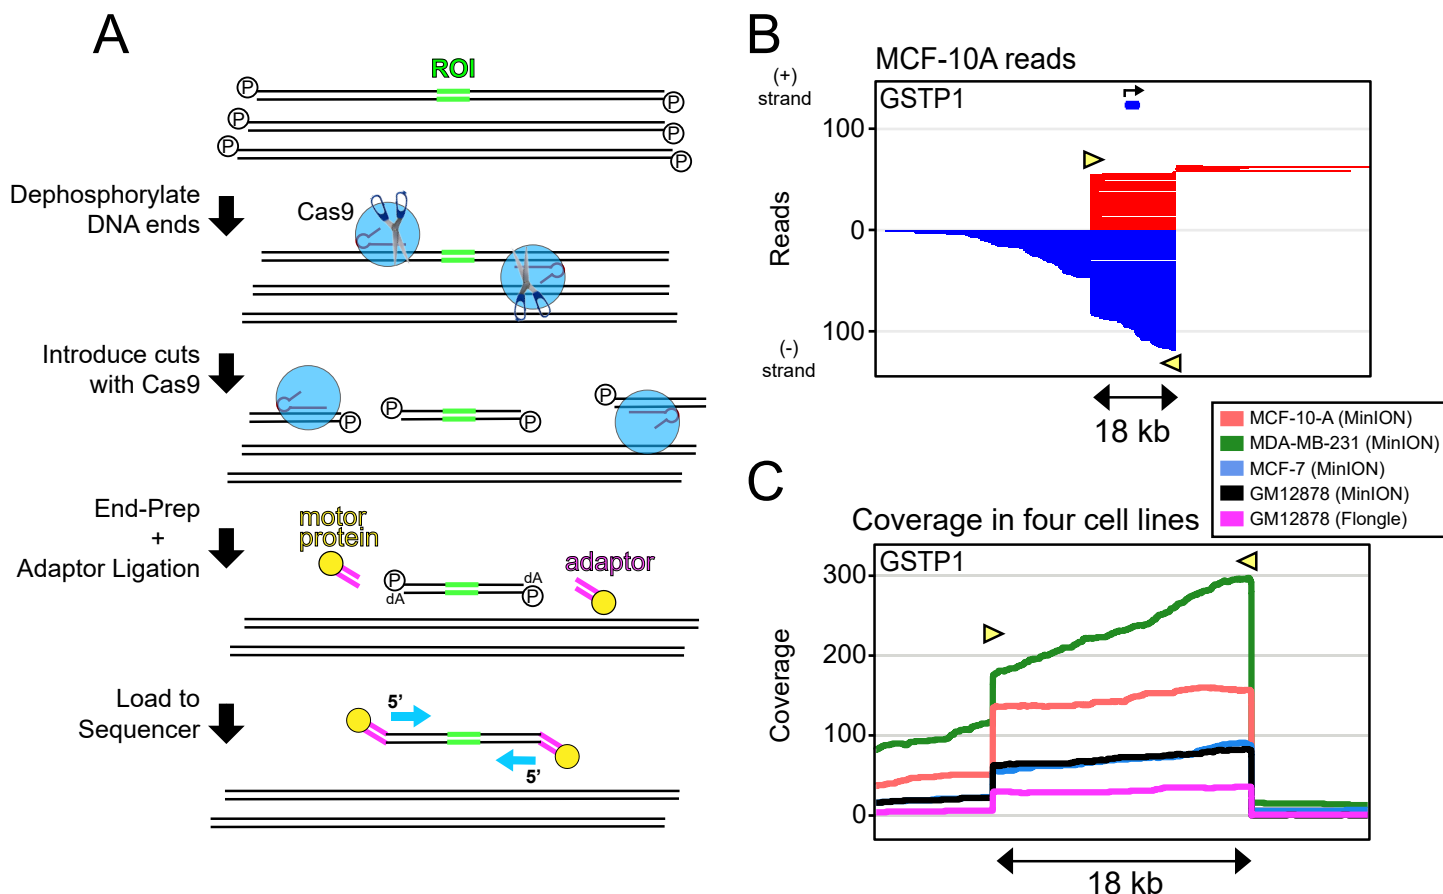 A
ROI
P
P
P
P
P
P
Dephosphorylate
DNA ends
Cas9
Introduce cuts
with Cas9
P
P
P
P
P
End-Prep
+
Adaptor Ligation
motor
protein
adaptor
P
dA
dA
P
Load to
Sequencer
5’
5’
B
MCF-10A reads
(+)
strand
GSTP1
100
0
100
Reads
(-)
strand
18 kb
MCF-10-A (MinION)
MDA-MB-231 (MinION)
MCF-7 (MinION)
GM12878 (MinION)
GM12878 (Flongle)
C
Coverage in four cell lines
GSTP1
300
200
100
0
Coverage
18 kb